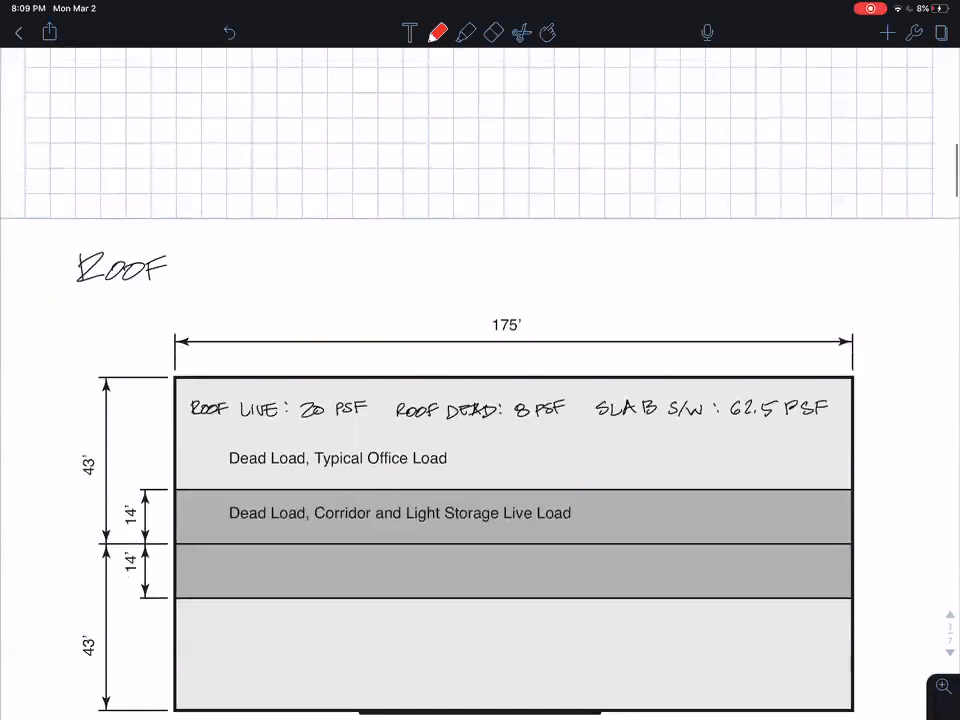 8:09 PM Mon Mar 2
8%
T
ROOF
175'
ROOF LIVE: 20 PSF ROOF DEAD: 8 PSF SLAB S/W: 62.5 PSF
Dead Load, Typical Office Load
43'
14'
Dead Load, Corridor and Light Storage Live Load
14'
43'